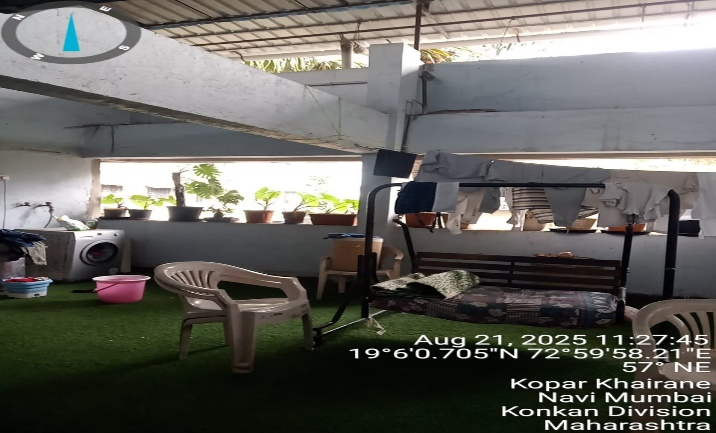 N
E
W
S
Aug 21, 2025 11:27:45
19°6'0.705"N 72°59'58.21"E
57° NE
Kopar Khairane
Navi Mumbai
Konkan Division
Maharashtra